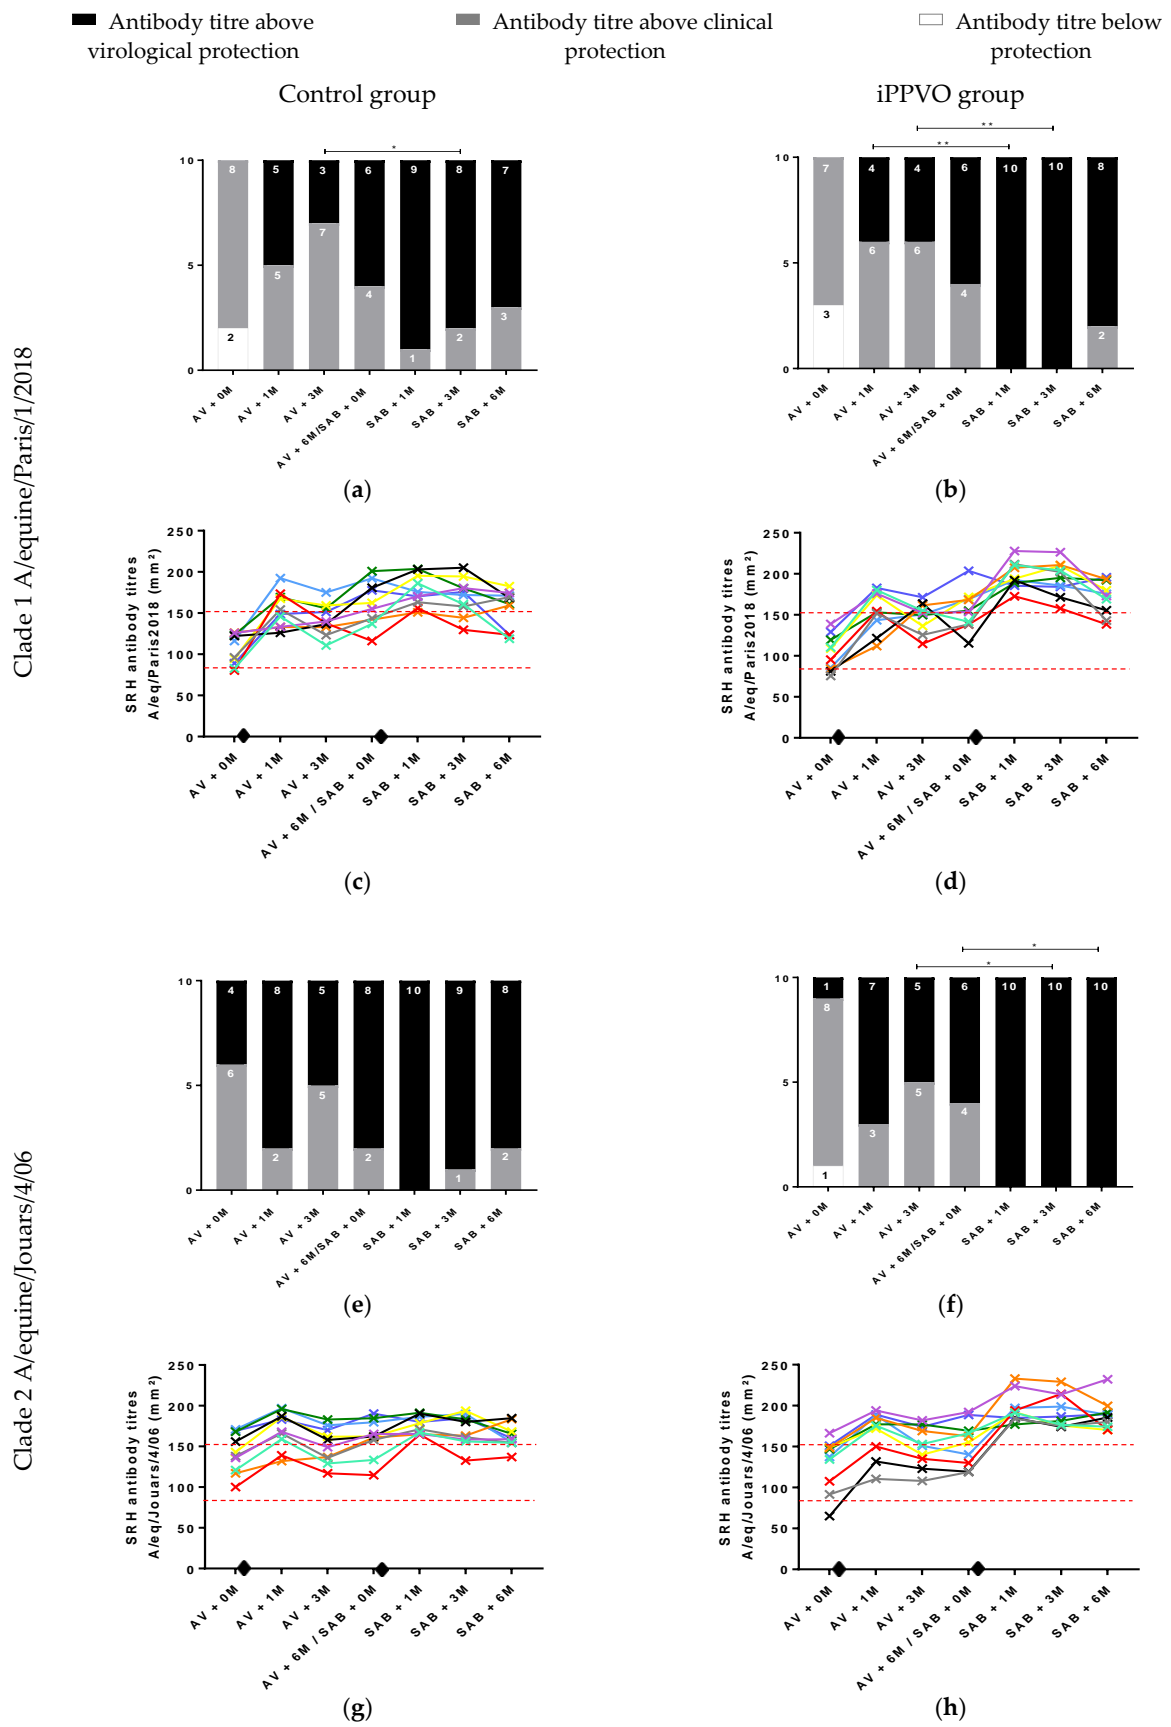 Antibody titre above virological protection
Antibody titre above clinical protection
Antibody titre below protection
Control group
iPPVO group
Clade 1 A/equine/Paris/1/2018
*
10
5
0
8
5
3
6
9
8
7
2
5
7
4
1
2
3
AV + 0M
AV + 1M
AV + 3M
AV + 6M/SAB + 0M
SAB + 1M
SAB + 3M
SAB + 6M
(a)
**
**
10
5
0
7
4
4
6
10
10
8
3
6
6
4
2
AV + 0M
AV + 1M
AV + 3M
AV + 6M/SAB + 0M
SAB + 1M
SAB + 3M
SAB + 6M
(b)
SRH antibody titres
A/eq/Paris2018 (mm²)
250
200
150
100
50
0
AV + 0M
AV + 1M
AV + 3M
AV + 6M / SAB + 0M
SAB + 1M
SAB + 3M
SAB + 6M
(c)
SRH antibody titres
A/eq/Paris2018 (mm²)
250
200
150
100
50
0
AV + 0M
AV + 1M
AV + 3M
AV + 6M / SAB + 0M
SAB + 1M
SAB + 3M
SAB + 6M
(d)
Clade 2 A/equine/Jouars/4/06
10
5
0
4
8
5
8
10
9
8
6
2
5
2
1
2
AV + 0M
AV + 1M
AV + 3M
AV + 6M/SAB + 0M
SAB + 1M
SAB + 3M
SAB + 6M
(e)
*
*
10
5
0
1
7
5
6
10
10
10
8
3
5
4
1
AV + 0M
AV + 1M
AV + 3M
AV + 6M/SAB + 0M
SAB + 1M
SAB + 3M
SAB + 6M
(f)
SRH antibody titres
A/eq/Jouars/4/06 (mm²)
250
200
150
100
50
0
AV + 0M
AV + 1M
AV + 3M
AV + 6M / SAB + 0M
SAB + 1M
SAB + 3M
SAB + 6M
(g)
SRH antibody titres
A/eq/Jouars/4/06 (mm²)
250
200
150
100
50
0
AV + 0M
AV + 1M
AV + 3M
AV + 6M / SAB + 0M
SAB + 1M
SAB + 3M
SAB + 6M
(h)